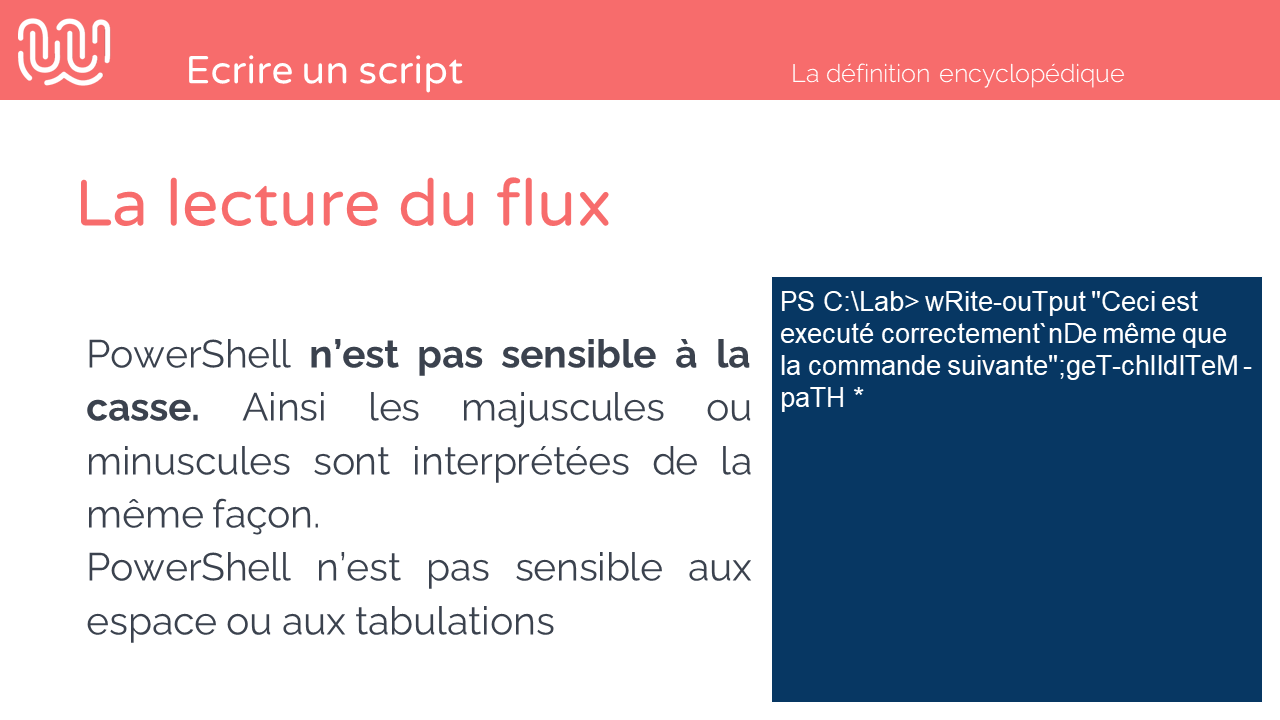 Ecrire un script
La définition encyclopédique
La lecture du flux
PowerShell n’est pas sensible à la
casse. Ainsi les majuscules ou
minuscules sont interprétées de la
même façon.
PowerShell n’est pas sensible aux
espace ou aux tabulations
PS C:\Lab> wRite-ouTput "Ceci est
executé correctement`nDe même que
la commande suivante";geT-chIldITeM -
paTH *